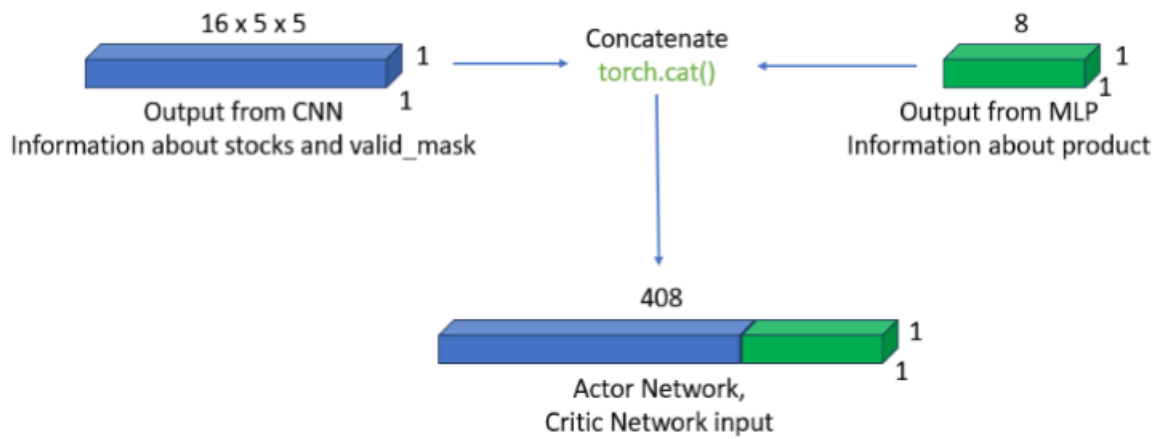 16 x 5 x 5
1
1
Output from CNN
Information about stocks and valid_mask
Concatenate
torch.cat()
8
1
1
Output from MLP
Information about product
408
1
1
Actor Network,
Critic Network input